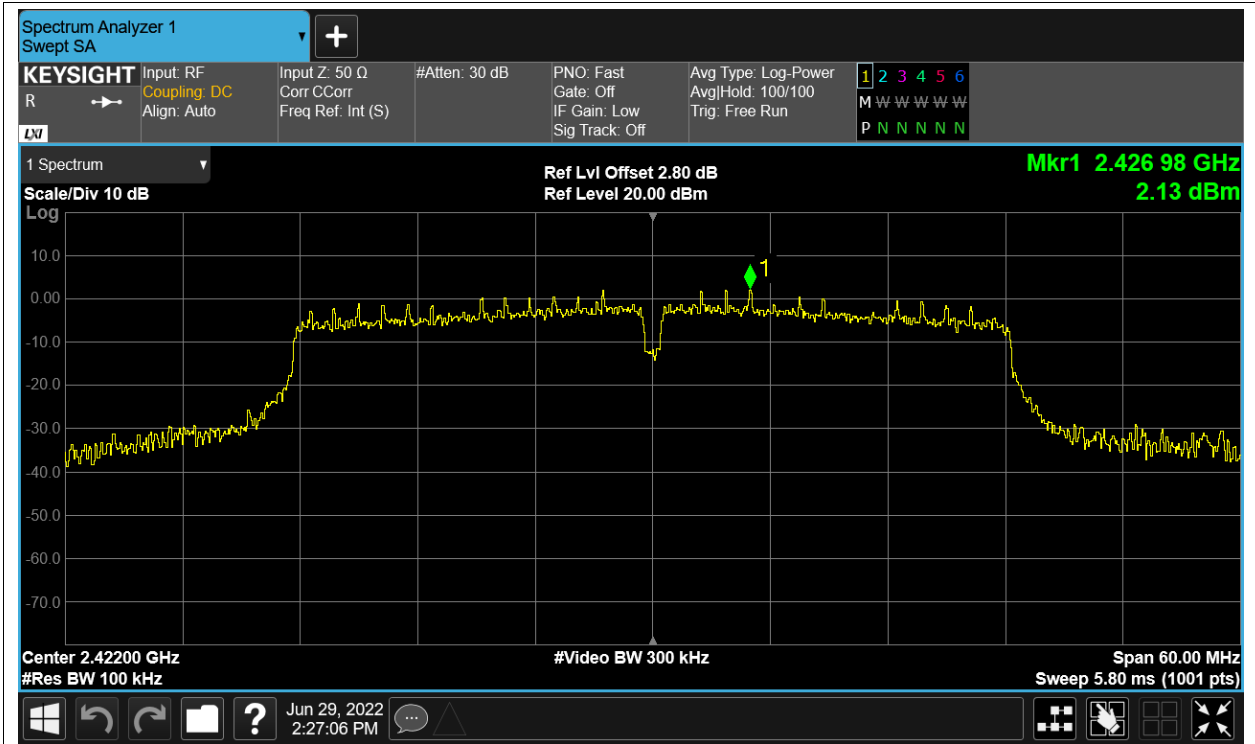 Spectrum Analyzer 1
Swept SA
KEYSIGHT
R
LXI
Input: RF
Coupling: DC
Align: Auto
Input Z: 50 Ω
Corr CCorr
Freq Ref: Int (S)
#Atten: 30 dB
PNO: Fast
Gate: Off
IF Gain: Low
Sig Track: Off
Avg Type: Log-Power
Avg|Hold: 100/100
Trig: Free Run
1 2 3 4 5 6
M W W W W W
P N N N N N
1 Spectrum
Scale/Div 10 dB
Log
Ref Lvl Offset 2.80 dB
Ref Level 20.00 dBm
Mkr1 2.426 98 GHz
2.13 dBm
1
10.0
0.00
-10.0
-20.0
-30.0
-40.0
-50.0
-60.0
-70.0
Center 2.42200 GHz
#Res BW 100 kHz
#Video BW 300 kHz
Span 60.00 MHz
Sweep 5.80 ms (1001 pts)
?
Jun 29, 2022
2:27:06 PM